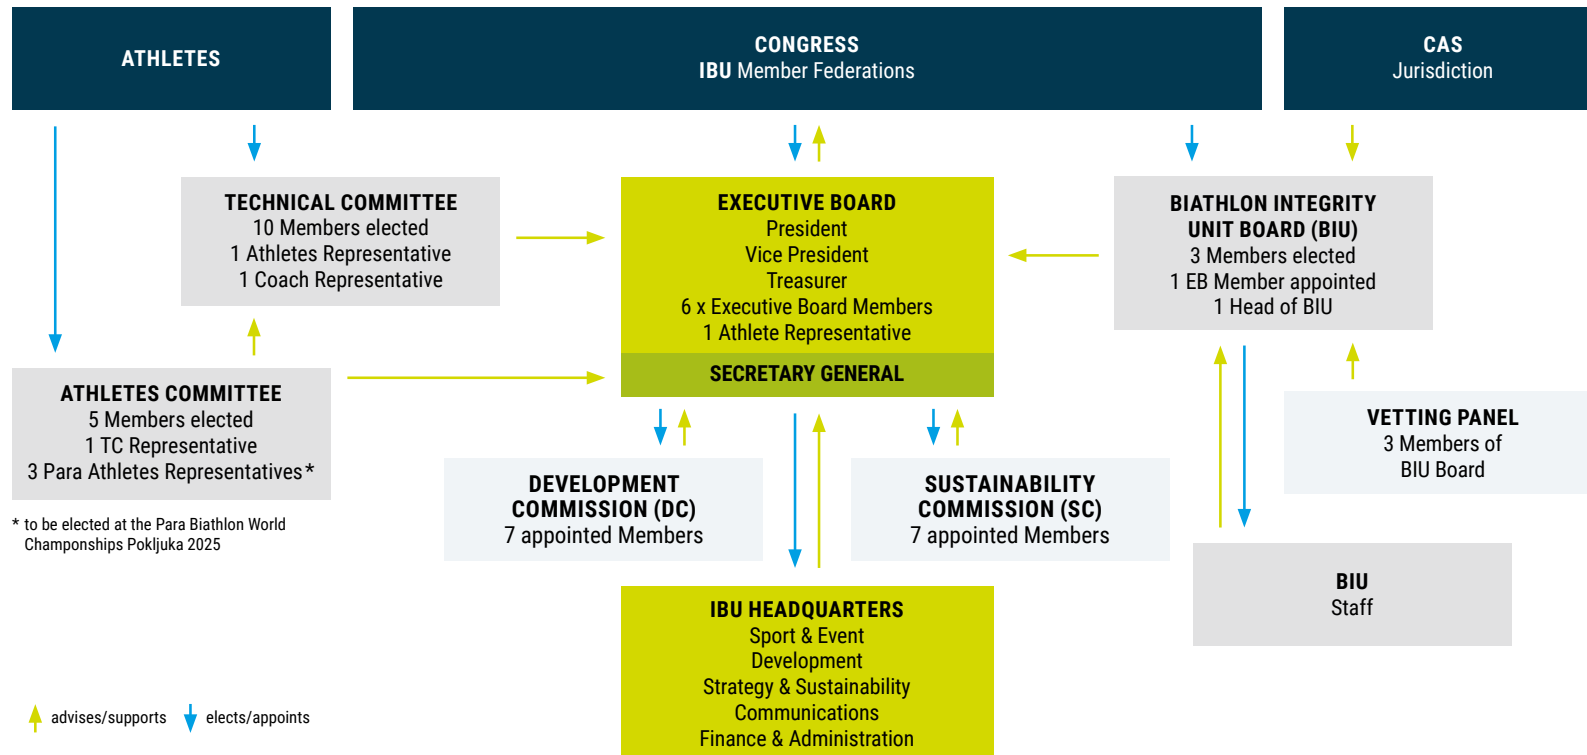 ATHLETES
CONGRESS
IBU Member Federations
CAS
Jurisdiction
TECHNICAL COMMITTEE
10 Members elected
1 Athletes Representative
1 Coach Representative
EXECUTIVE BOARD
President
Vice President
Treasurer
6 x Executive Board Members
1 Athlete Representative
SECRETARY GENERAL
BIATHLON INTEGRITY
UNIT BOARD (BIU)
3 Members elected
1 EB Member appointed
1 Head of BIU
ATHLETES COMMITTEE
5 Members elected
1 TC Representative
3 Para Athletes Representatives*
* to be elected at the Para Biathlon World
Champonships Pokljuka 2025
DEVELOPMENT
COMMISSION (DC)
7 appointed Members
SUSTAINABILITY
COMMISSION (SC)
7 appointed Members
VETTING PANEL
3 Members of
BIU Board
BIU
Staff
IBU HEADQUARTERS
Sport & Event
Development
Strategy & Sustainability
Communications
Finance & Administration
advises/supports
elects/appoints